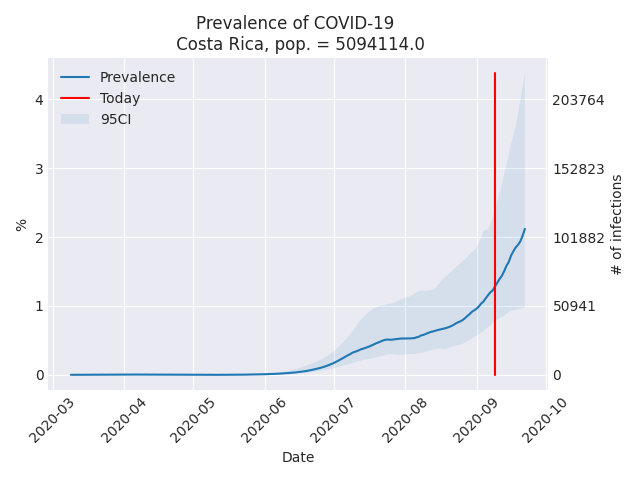 Prevalence of COVID-19
Costa Rica, pop. = 5094114.0
Prevalence
Today
95CI
4
3
2
1
0
%
203764
152823
101882
50941
0
# of infections
2020-03
2020-04
2020-05
2020-06
2020-07
2020-08
2020-09
2020-10
Date